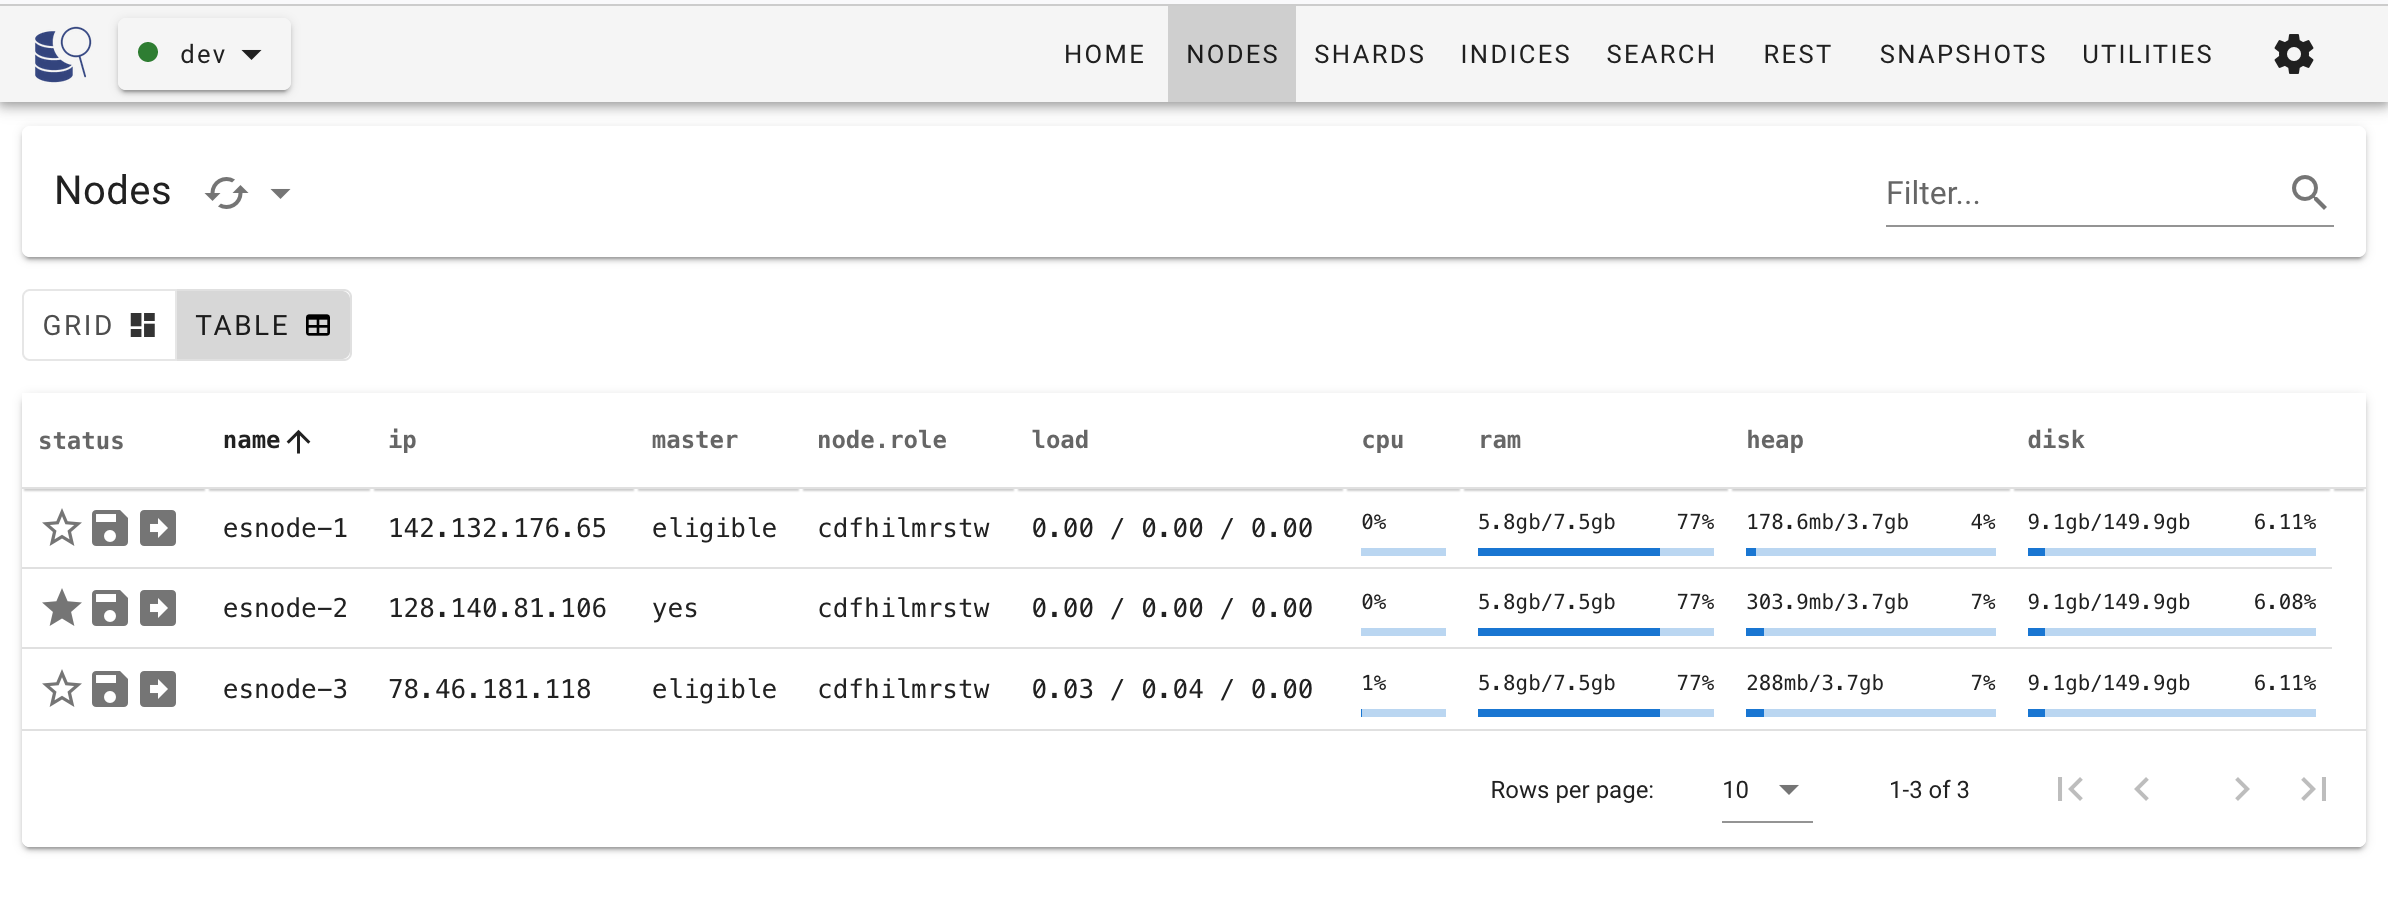 dev HOME NODES SHARDS INDICES SEARCH REST SNAPSHOTS UTILITIES
Nodes Filter...
GRID TABLE
status name ip master node.role load cpu ram heap disk
esnode-1 142.132.176.65 eligible cdfhilmrstw 0.00 / 0.00 / 0.00 0% 5.8gb/7.5gb 77% 178.6mb/3.7gb 4% 9.1gb/149.9gb 6.11%
esnode-2 128.140.81.106 yes cdfhilmrstw 0.00 / 0.00 / 0.00 0% 5.8gb/7.5gb 77% 303.9mb/3.7gb 7% 9.1gb/149.9gb 6.08%
esnode-3 78.46.181.118 eligible cdfhilmrstw 0.03 / 0.04 / 0.00 1% 5.8gb/7.5gb 77% 288mb/3.7gb 7% 9.1gb/149.9gb 6.11%
Rows per page: 10 1-3 of 3